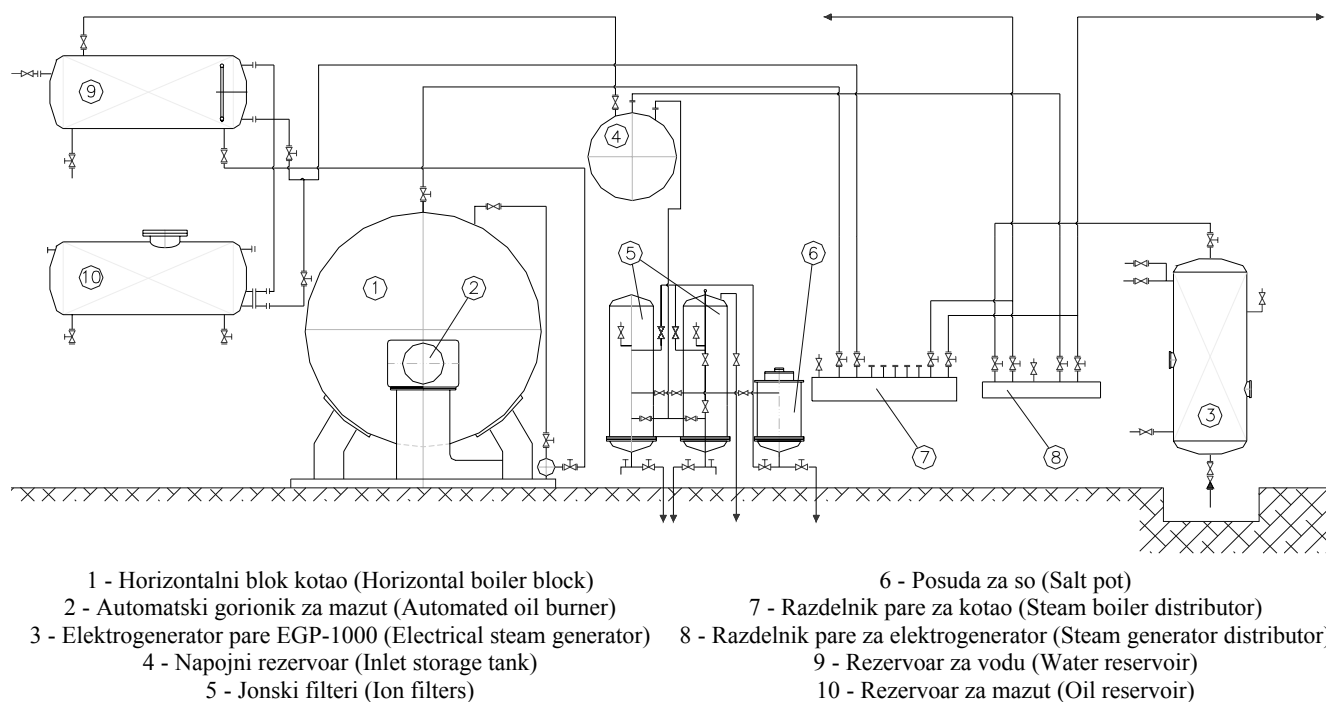 9
4
10
1
2
5
6
3
7
8
1 - Horizontalni blok kotao (Horizontal boiler block)
2 - Automatski gorionik za mazut (Automated oil burner)
3 - Elektrogenerator pare EGP-1000 (Electrical steam generator)
4 - Napojni rezervoar (Inlet storage tank)
5 - Jonski filteri (Ion filters)
6 - Posuda za so (Salt pot)
7 - Razdelnik pare za kotao (Steam boiler distributor)
8 - Razdelnik pare za elektrogenerator (Steam generator distributor)
9 - Rezervoar za vodu (Water reservoir)
10 - Rezervoar za mazut (Oil reservoir)